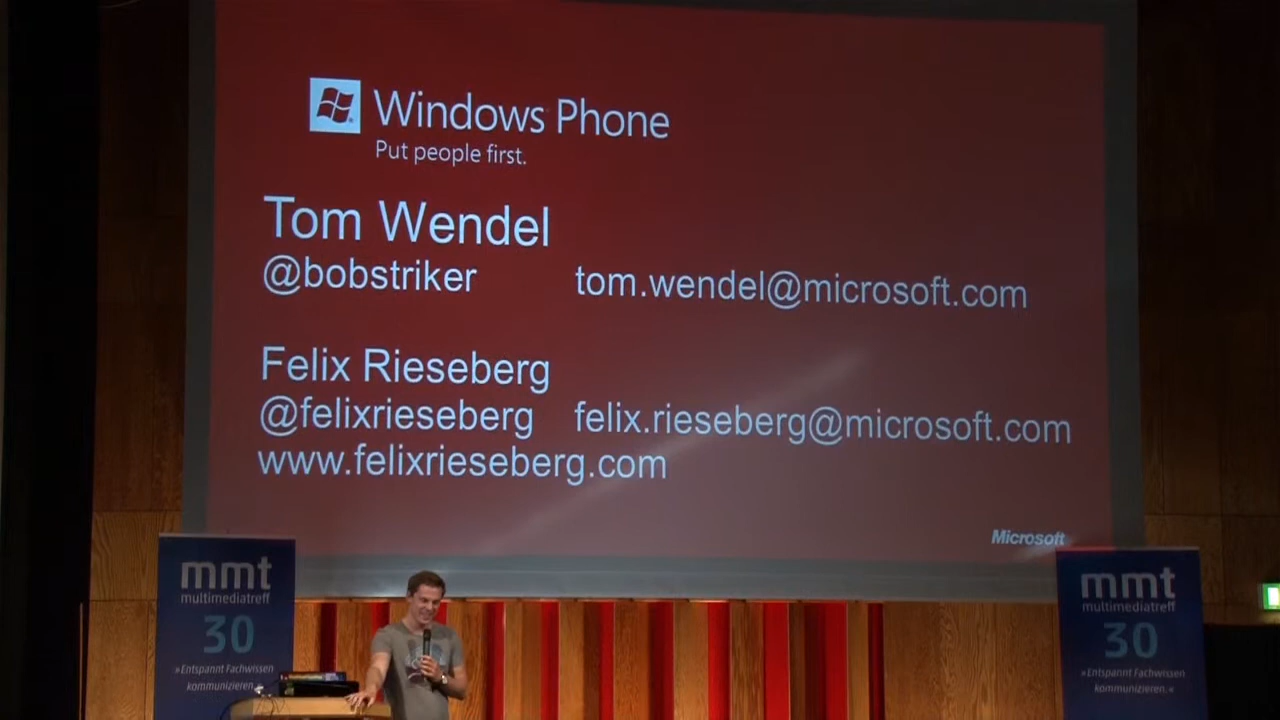 Windows Phone
Put people first.
Tom Wendel
@bobstriker tom.wendel@microsoft.com
Felix Rieseberg
@felixrieseberg felix.rieseberg@microsoft.com
www.felixrieseberg.com
Microsoft
mmt
multimediatreff
30
»Entspannt Fachwissen
kommunizieren.«
mmt
multimediatreff
30
»Entspannt Fachwissen
kommunizieren.«